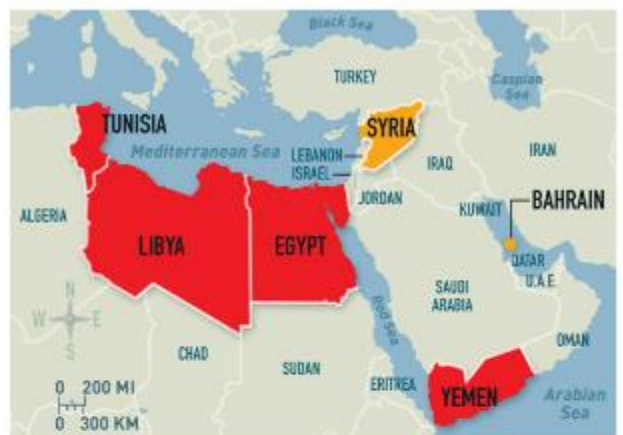 Black Sea
TURKEY
Caspian
Sea
TUNISIA
SYRIA
Mediterranean Sea
LEBANON
ISRAEL
IRAQ
IRAN
JORDAN
KUWAIT
BAHRAIN
ALGERIA
LIBYA
EGYPT
QATAR
U.A.E.
SAUDI
ARABIA
N
W
E
S
Red Sea
OMAN
CHAD
SUDAN
ERITREA
YEMEN
Arabian
Sea
0 200 MI
0 300 KM